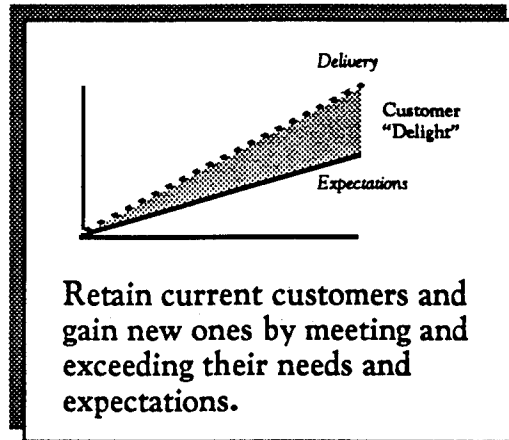 Delivery
Customer
"Delight"
Expectations
Retain current customers and
gain new ones by meeting and
exceeding their needs and
expectations.